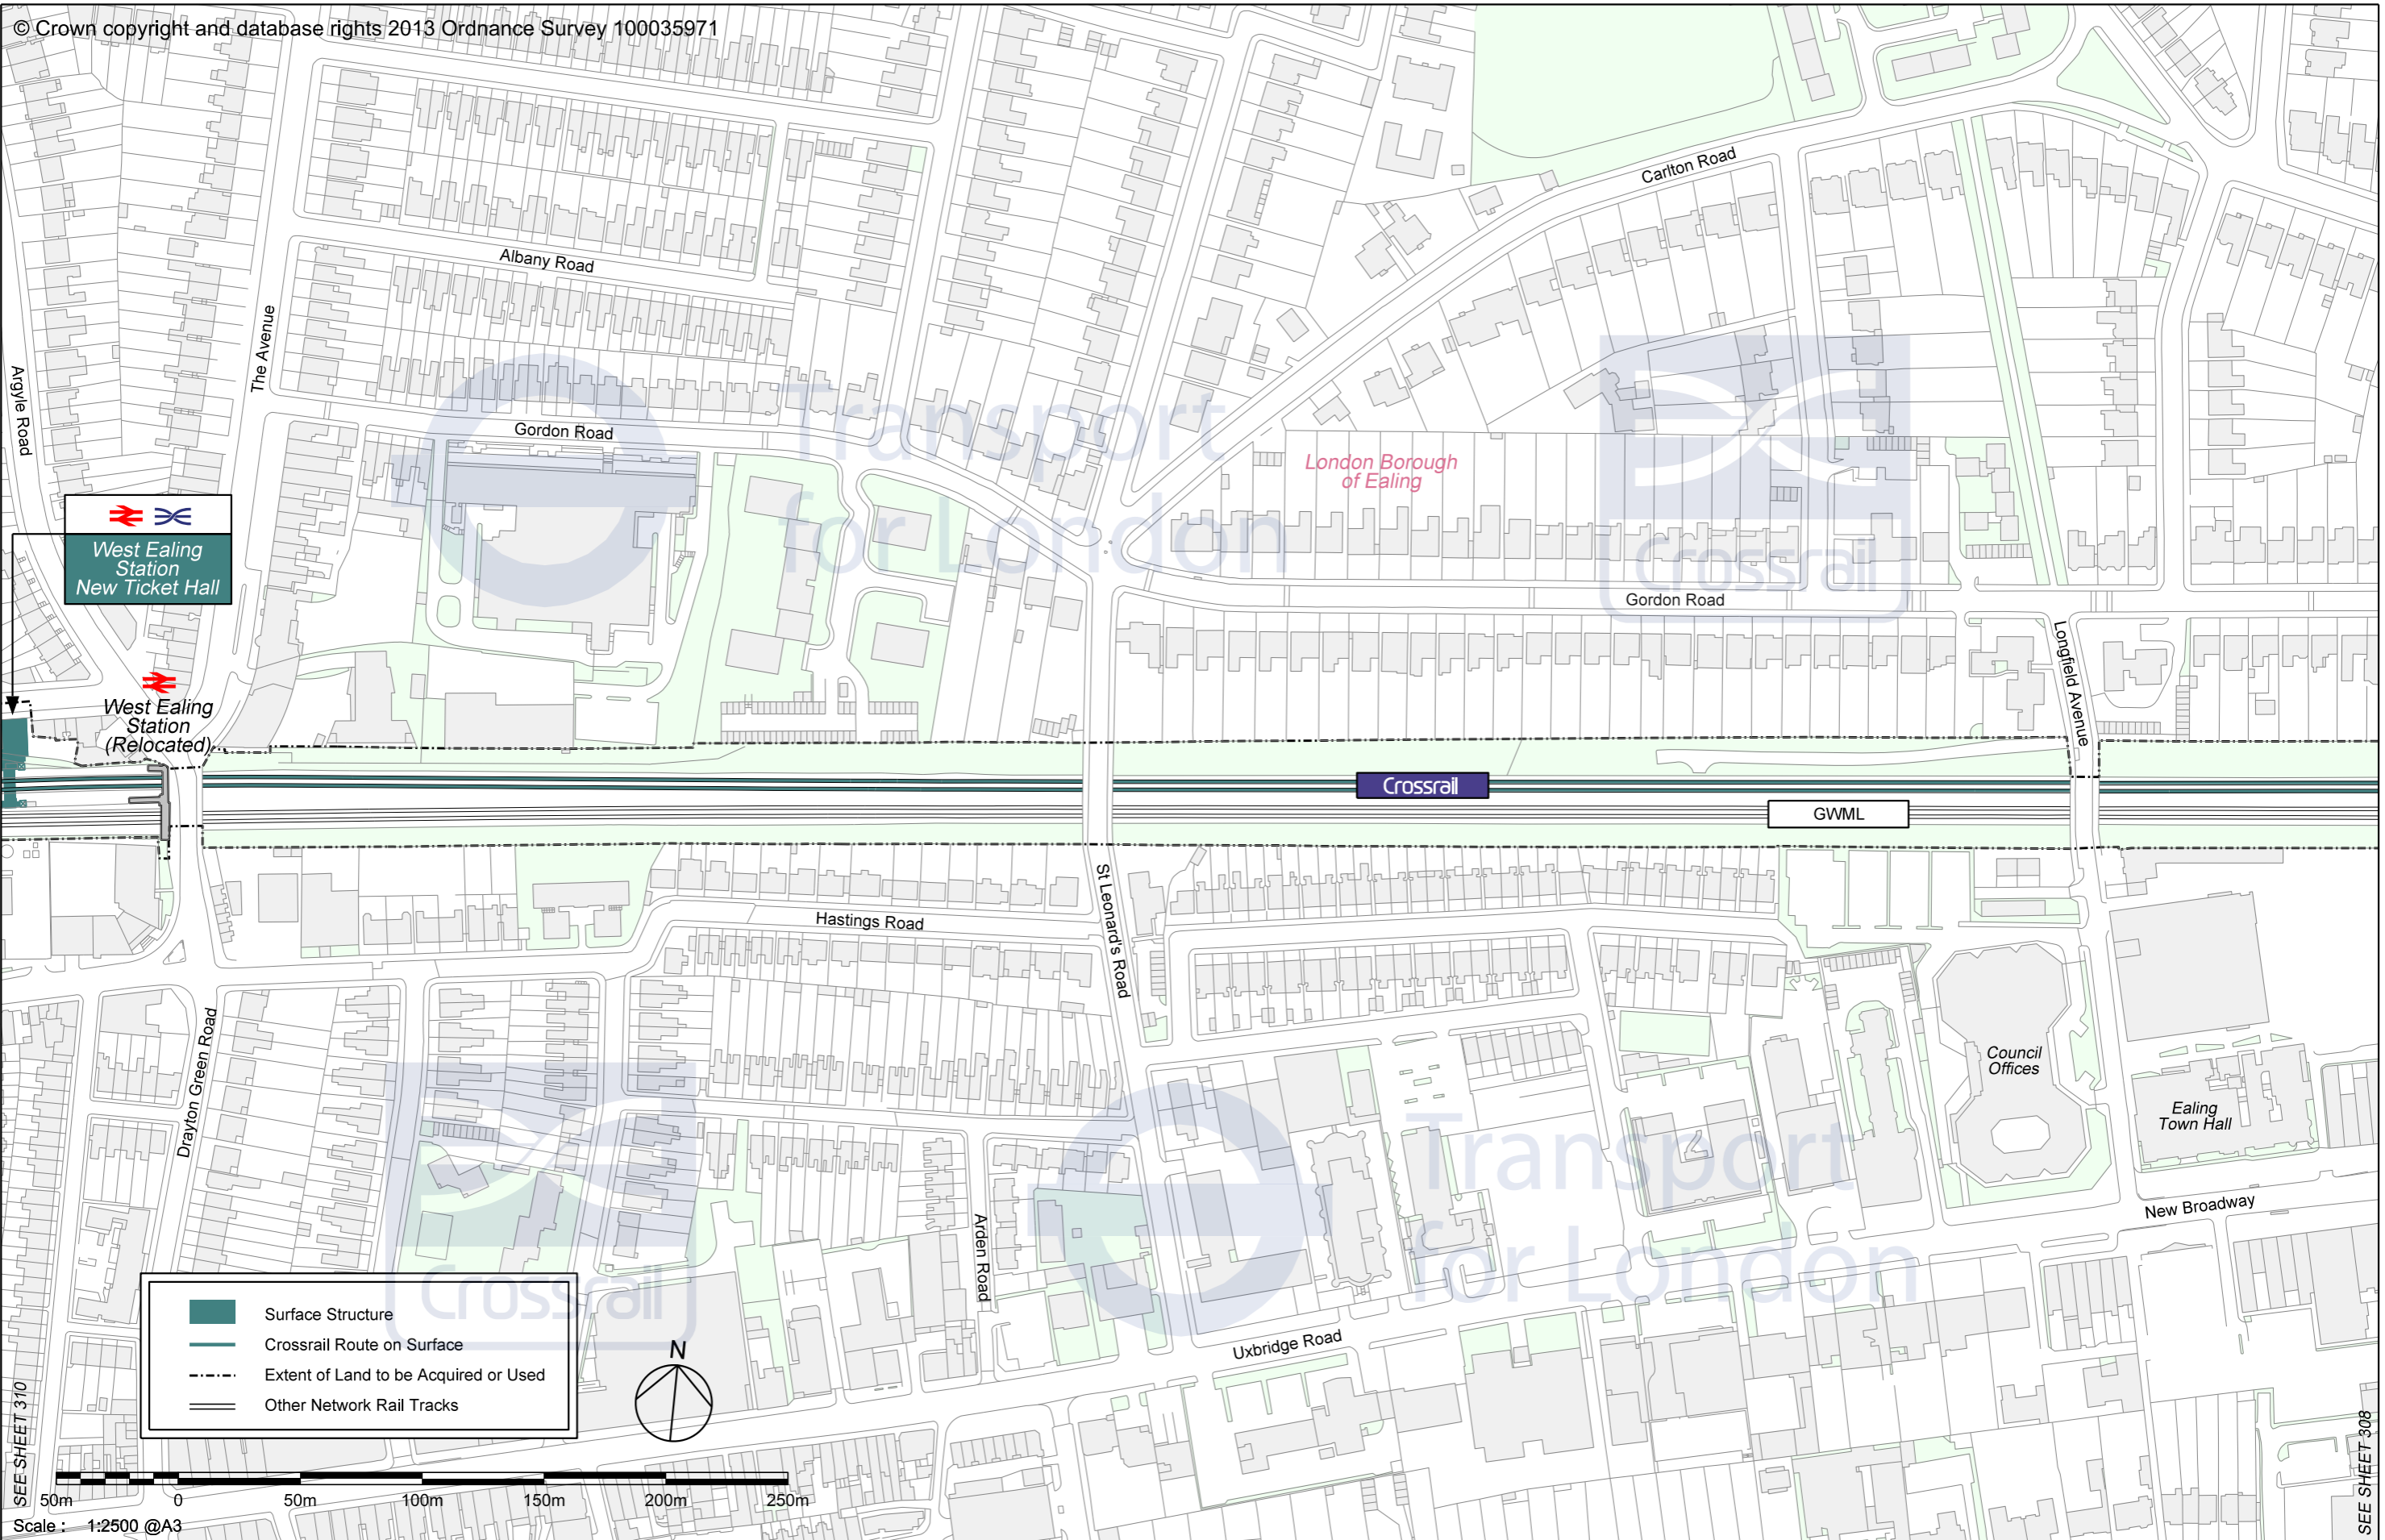 © Crown copyright and database rights 2013 Ordnance Survey 100035971
Carlton Road
Albany Road
The Avenue
Argyle Road
Gordon Road
Transport
for London
London Borough
of Ealing
Crossrail
West Ealing
Station
New Ticket Hall
Gordon Road
Longfield Avenue
West Ealing
Station
(Relocated)
Crossrail
GWML
St Leonard's Road
Hastings Road
Drayton Green Road
Council
Offices
Ealing
Town Hall
Transport
for London
New Broadway
Arden Road
Crossrail
Uxbridge Road
Surface Structure
Crossrail Route on Surface
Extent of Land to be Acquired or Used
Other Network Rail Tracks
N
SEE SHEET 310
SEE SHEET 308
50m 0 50m 100m 150m 200m 250m
Scale : 1:2500 @A3